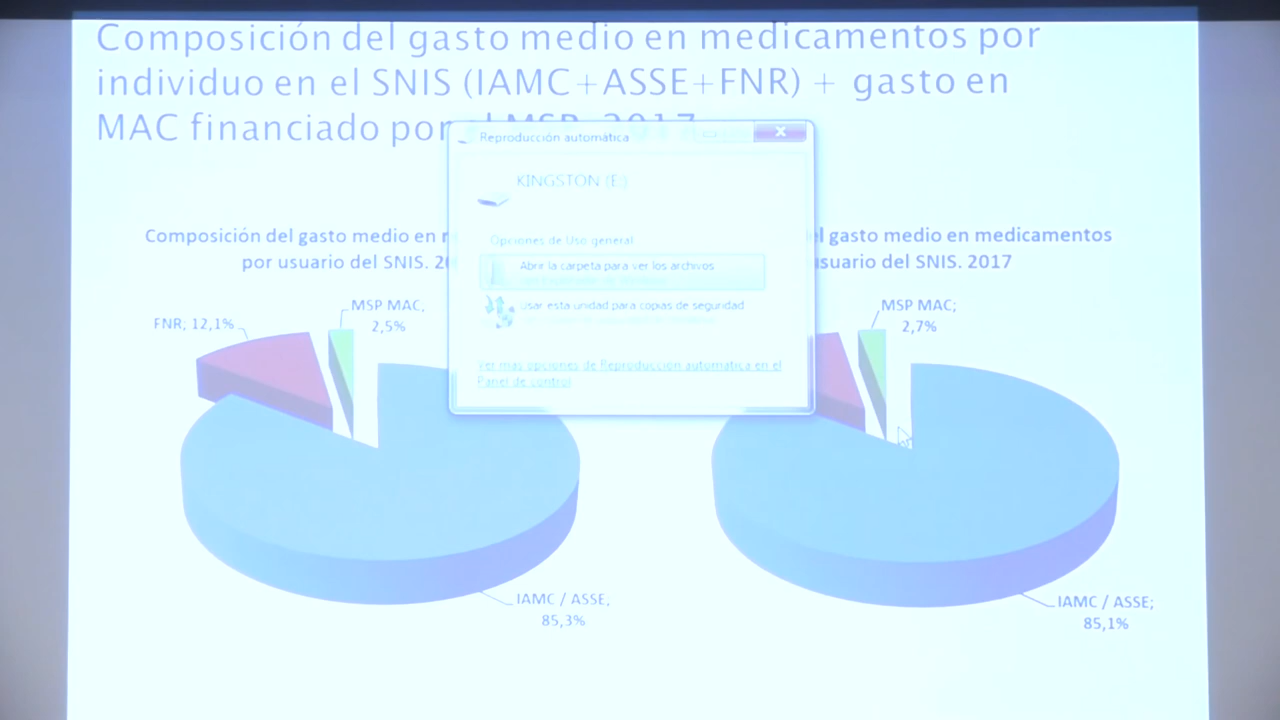 Composición del gasto medio en medicamentos por
individuo en el SNIS (IAMC+ASSE+FNR) + gasto en
MAC financiado por el MSP. 2017
Reproducción automática
KINGSTON (E:)
Opciones de Uso general
Abrir la carpeta para ver los archivos
Usar esta unidad para copias de seguridad
Ver más opciones de Reproducción automática en el
Panel de control
Composición del gasto medio en
por usuario del SNIS.
FNR; 12,1%
MSP MAC,
2,5%
IAMC / ASSE,
85,3%
gasto medio en medicamentos
usuario del SNIS. 2017
MSP MAC;
2,7%
IAMC / ASSE;
85,1%